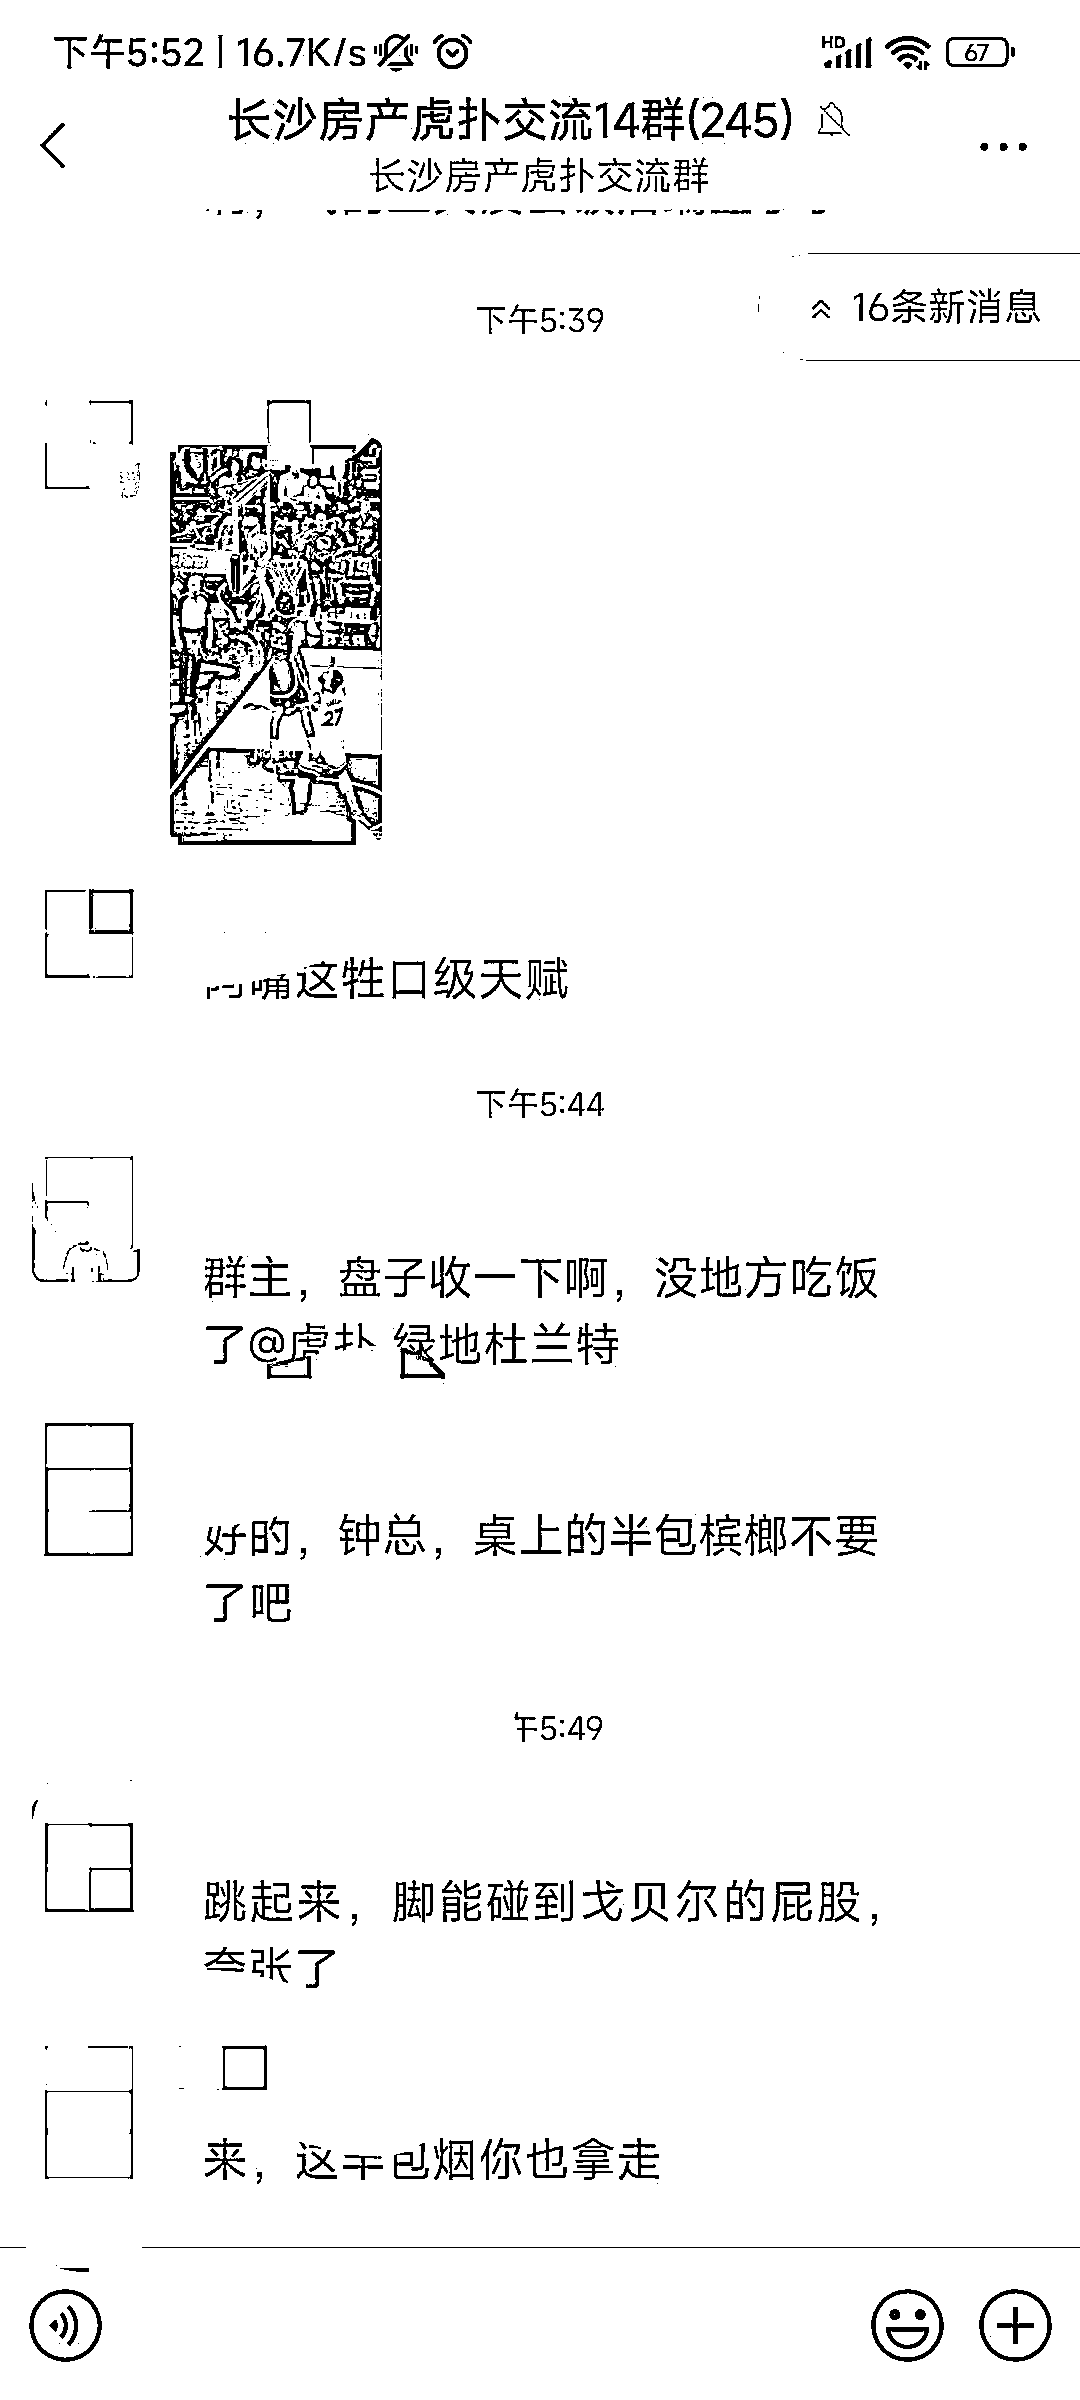 下午5:52 | 16.7K/s
HD
67
长沙房产虎扑交流14群(245)
长沙房产虎扑交流群
16条新消息
下午5:39
27
这牲口级天赋
下午5:44
群主，盘子收一下啊，没地方吃饭
了@虎扑 绿地杜兰特
好的，钟总，桌上的半包槟榔不要
了吧
午5:49
跳起来，脚能碰到戈贝尔的屁股，
夸张了
来，这半包烟你也拿走